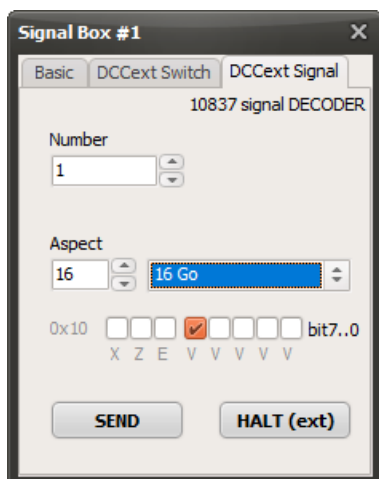 Signal Box #1
Basic DCCext Switch DCCext Signal
10837 signal DECODER
Number
1
Aspect
16 16 Go
0x10 bit7..0
X Z E V V V V V
SEND HALT (ext)